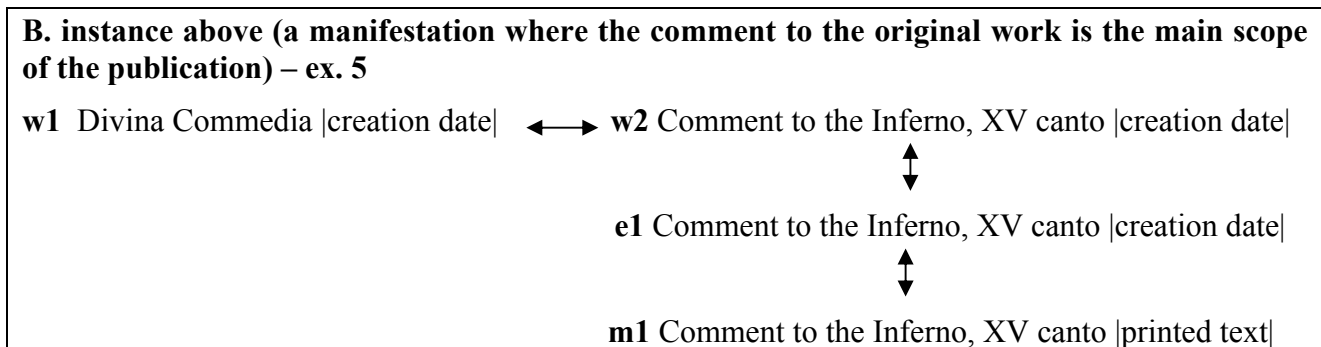 B. instance above (a manifestation where the comment to the original work is the main scope
of the publication) – ex. 5
w1 Divina Commedia |creation date| w2 Comment to the Inferno, XV canto |creation date|
e1 Comment to the Inferno, XV canto |creation date|
m1 Comment to the Inferno, XV canto |printed text|